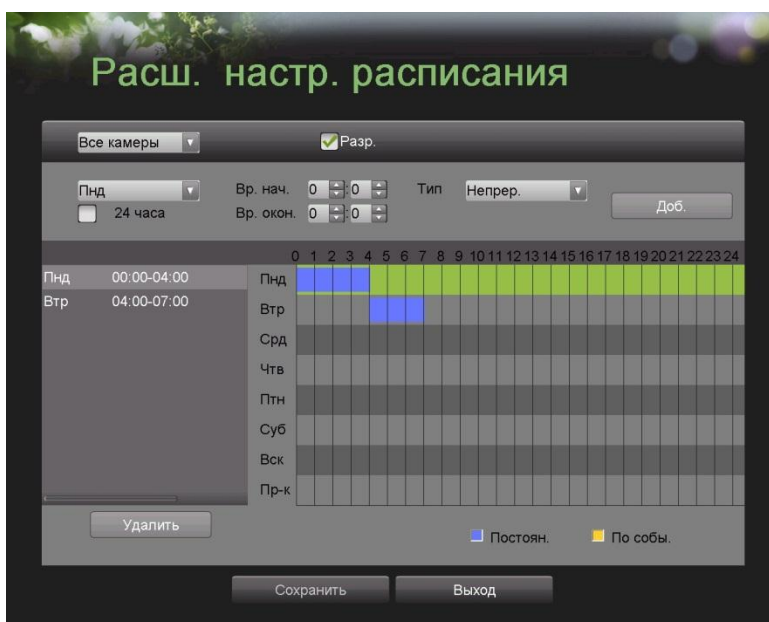 Расш. настр. расписания
Все камеры Разр.
Пнд Вр. нач. 0 : 0 Тип Непрер.
24 часа Вр. окон. 0 : 0 Доб.
0 1 2 3 4 5 6 7 8 9 10 11 12 13 14 15 16 17 18 19 20 21 22 23 24
Пнд 00:00-04:00 Пнд
Втр 04:00-07:00 Втр
Срд
Чтв
Птн
Суб
Вск
Пр-к
Удалить Постоян. По собы.
Сохранить Выход